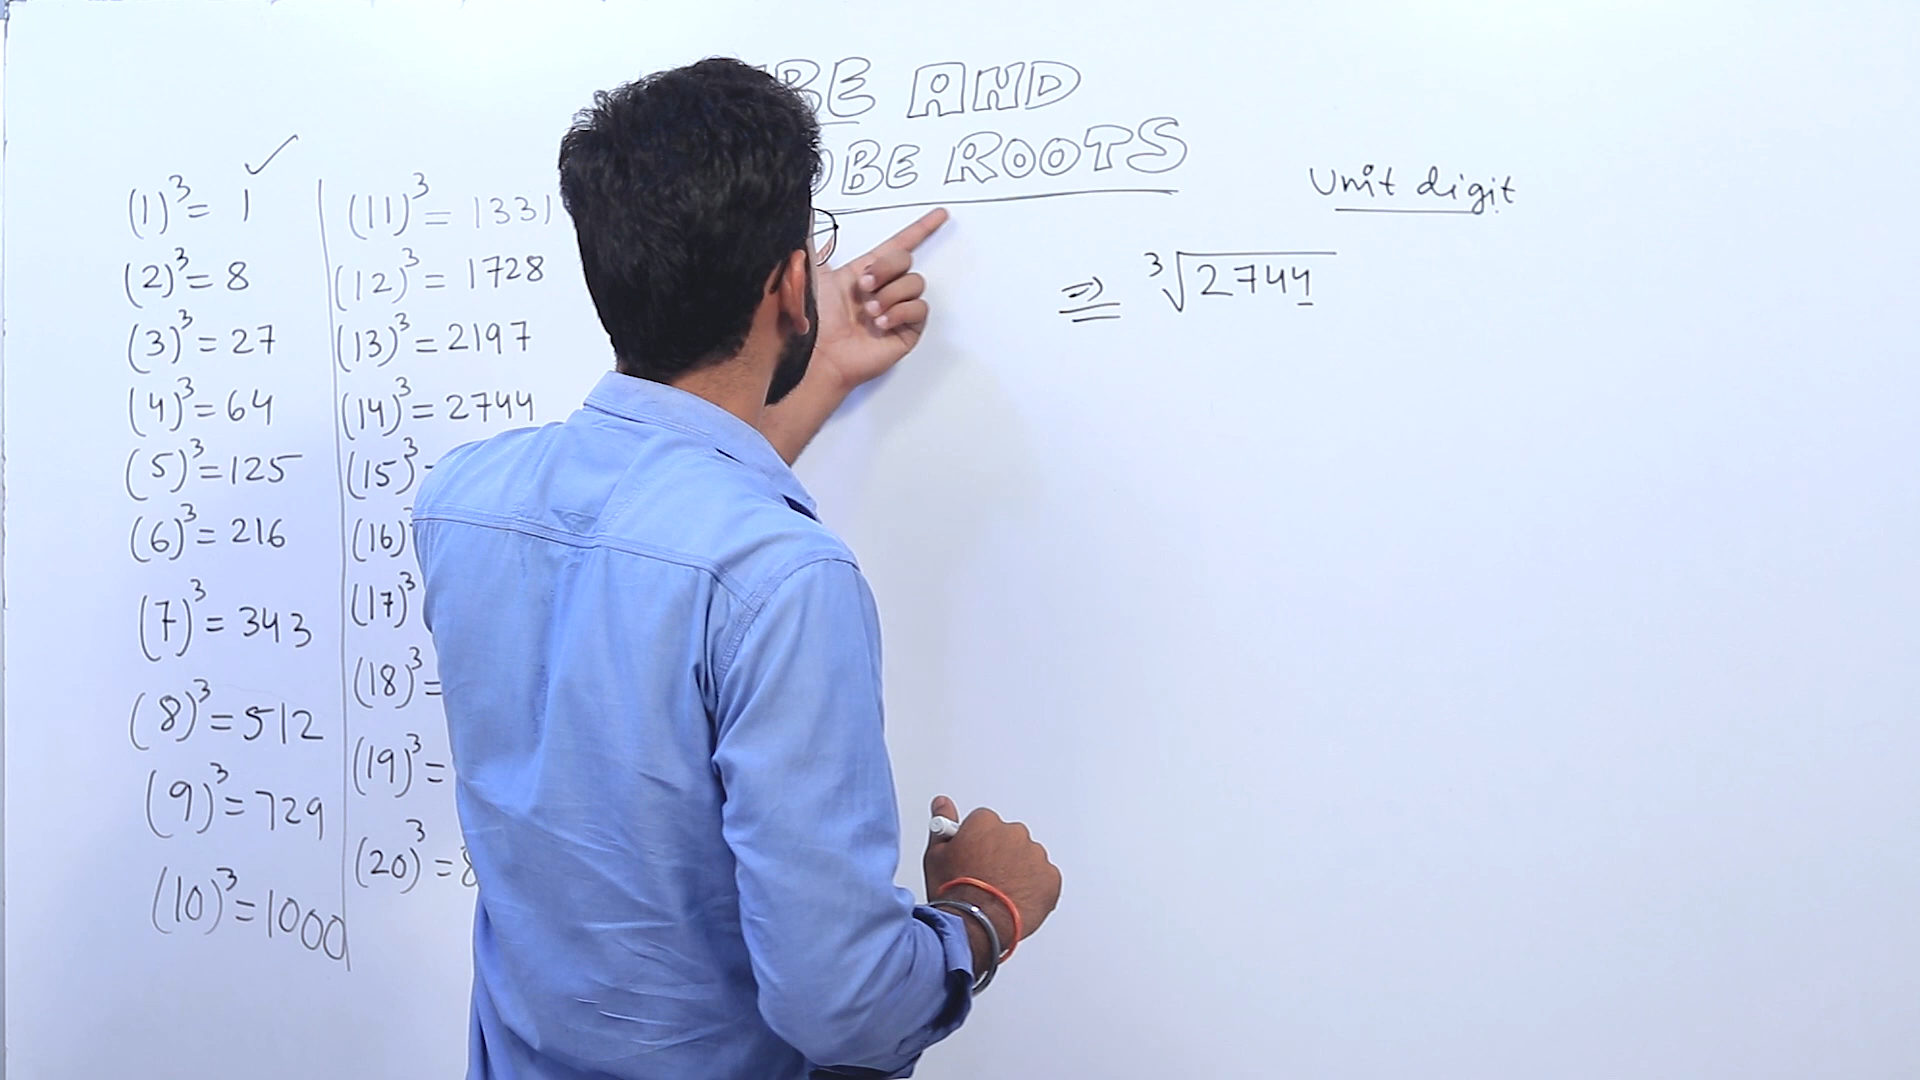 BE AND
UBE ROOTS
Unit digit
⇒ ³√2744
(1)³ = 1 ✓
(2)³ = 8
(3)³ = 27
(4)³ = 64
(5)³ = 125
(6)³ = 216
(7)³ = 343
(8)³ = 512
(9)³ = 729
(10)³ = 1000
(11)³ = 1331
(12)³ = 1728
(13)³ = 2197
(14)³ = 2744
(15)³
(16)
(17)³
(18)³ =
(19)³ =
(20)³ = 8